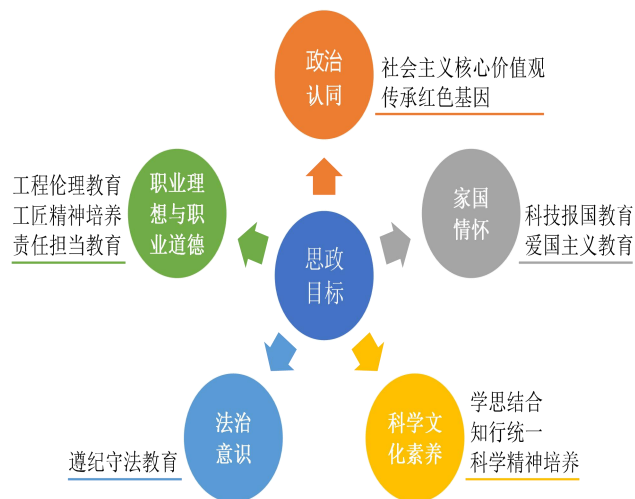 政治
认同
社会主义核心价值观
传承红色基因
工程伦理教育
工匠精神培养
责任担当教育
职业理
想与职
业道德
家国
情怀
科技报国教育
爱国主义教育
思政
目标
法治
意识
遵纪守法教育
科学文
化素养
学思结合
知行统一
科学精神培养